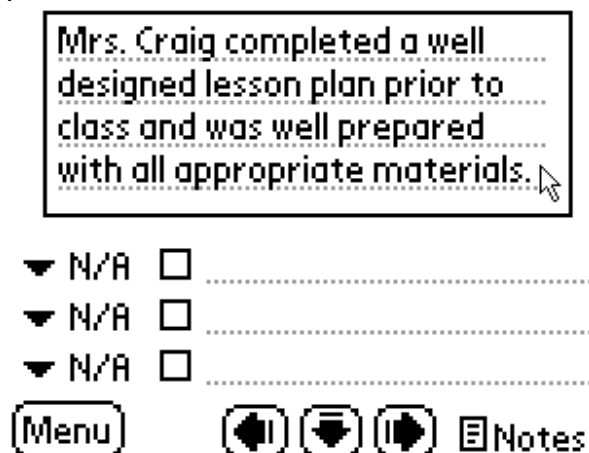 Mrs. Craig completed a well
designed lesson plan prior to
class and was well prepared
with all appropriate materials.
N/A
N/A
N/A
Menu Notes